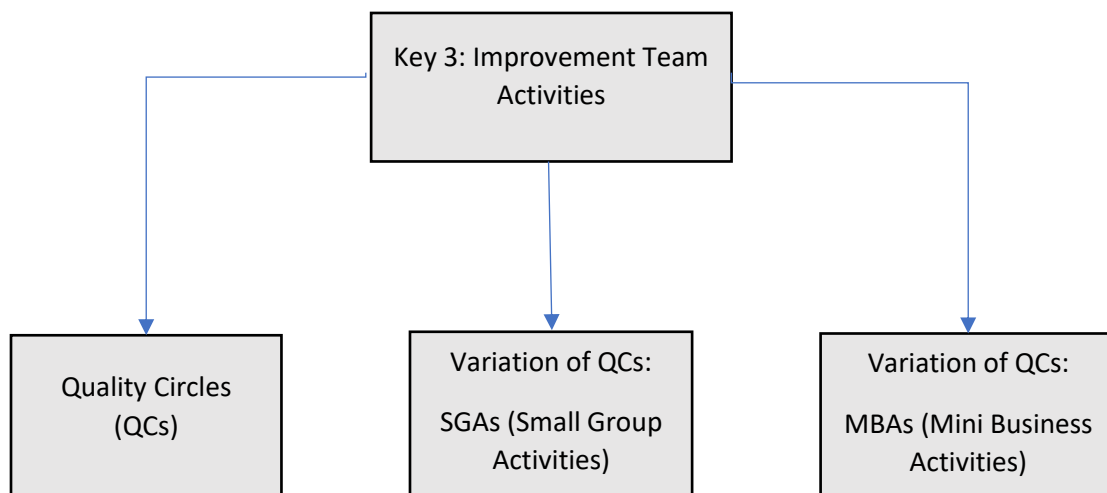 Key 3: Improvement Team
Activities
Quality Circles
(QCs)
Variation of QCs:
SGAs (Small Group
Activities)
Variation of QCs:
MBAs (Mini Business
Activities)